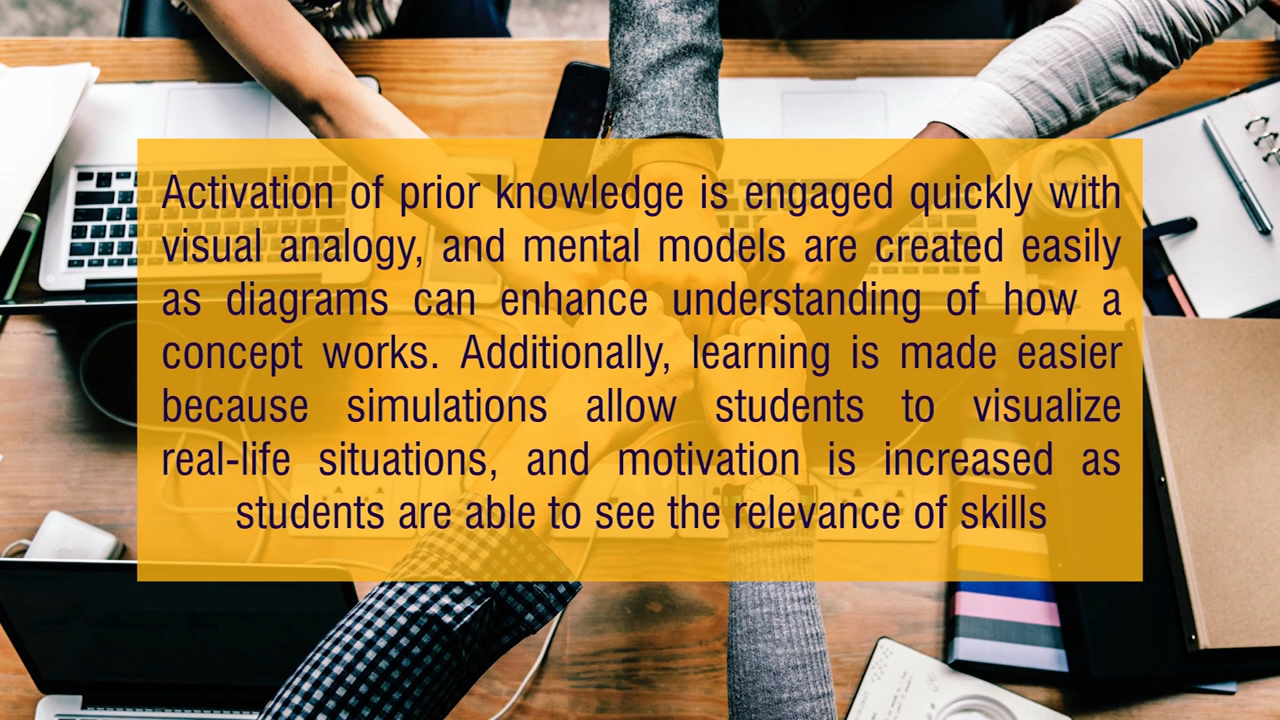 Activation of prior knowledge is engaged quickly with
visual analogy, and mental models are created easily
as diagrams can enhance understanding of how a
concept works. Additionally, learning is made easier
because simulations allow students to visualize
real-life situations, and motivation is increased as
students are able to see the relevance of skills